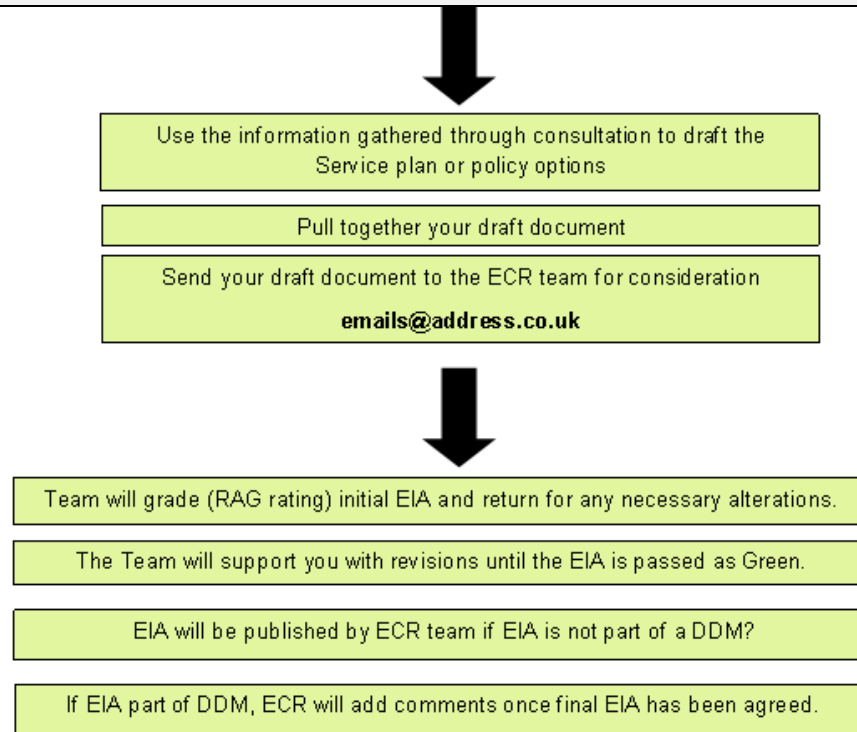 Use the information gathered through consultation to draft the
Service plan or policy options
Pull together your draft document
Send your draft document to the ECR team for consideration
emails@address.co.uk
Team will grade (RAG rating) initial EIA and return for any necessary alterations.
The Team will support you with revisions until the EIA is passed as Green.
EIA will be published by ECR team if EIA is not part of a DDM?
If EIA part of DDM, ECR will add comments once final EIA has been agreed.